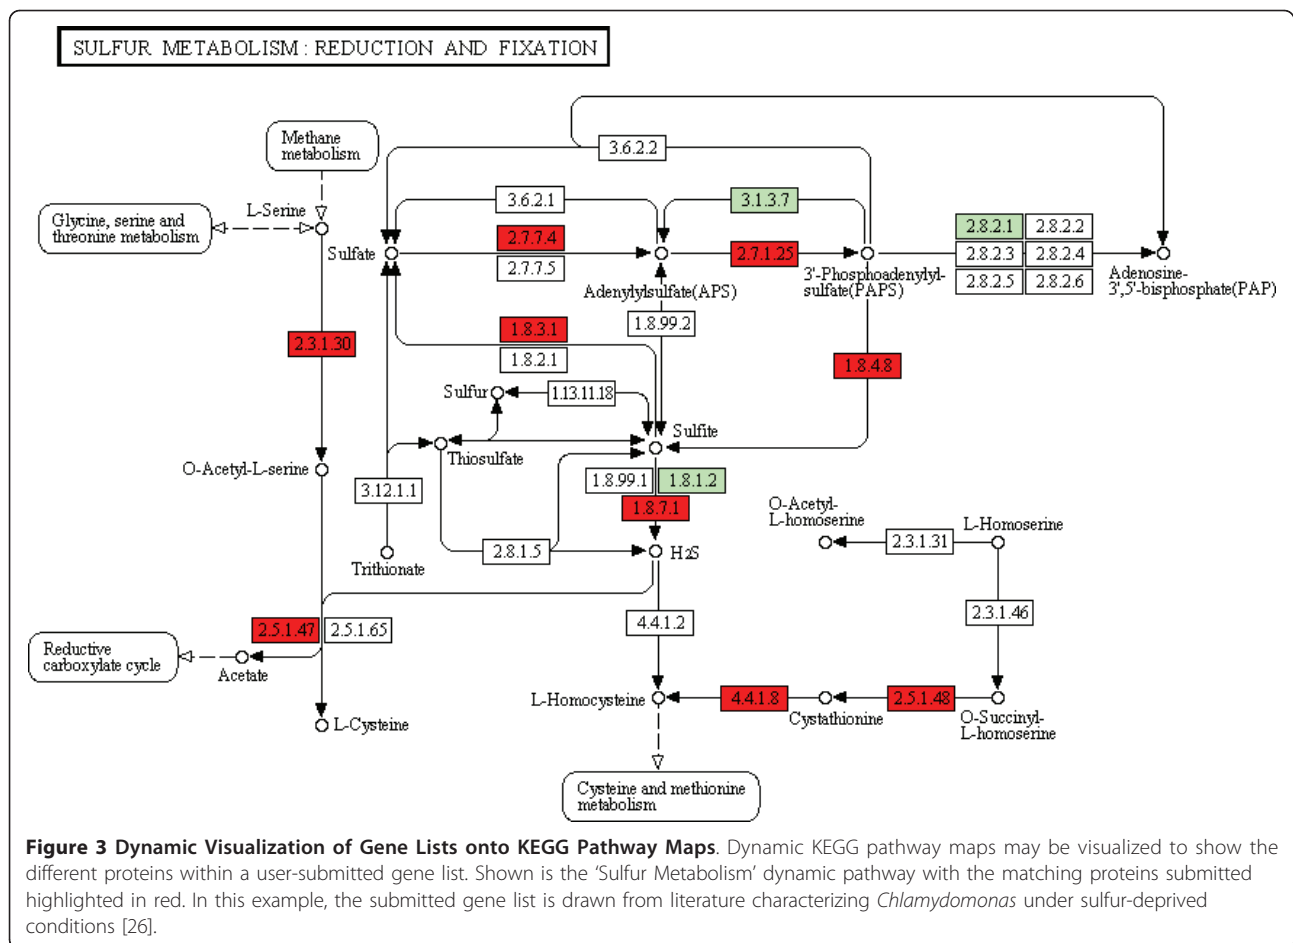 SULFUR METABOLISM : REDUCTION AND FIXATION
Methane
metabolism
3.6.2.2
L-Serine
Glycine, serine and
threonine metabolism
3.6.2.1
3.1.3.7
Sulfate
2.7.7.4
2.7.7.5
2.7.1.25
2.8.2.1
2.8.2.2
2.8.2.3
2.8.2.4
2.8.2.5
2.8.2.6
Adenylylsulfate(APS)
3'-Phosphoadenylyl-
sulfate(PAPS)
Adenosine-
3',5'-bisphosphate(PAP)
2.3.1.30
1.8.3.1
1.8.2.1
1.8.99.2
1.8.4.8
Sulfur
1.13.11.18
Sulfite
Thiosulfate
O-Acetyl-L-serine
3.12.1.1
1.8.99.1
1.8.1.2
1.8.7.1
O-Acetyl-
L-homoserine
L-Homoserine
2.3.1.31
Trithionate
2.8.1.5
H2S
2.5.1.47
2.5.1.65
4.4.1.2
2.3.1.46
Reductive
carboxylate cycle
Acetate
L-Cysteine
L-Homocysteine
4.4.1.8
Cystathionine
2.5.1.48
O-Succinyl-
L-homoserine
Cysteine and methionine
metabolism
Figure 3 Dynamic Visualization of Gene Lists onto KEGG Pathway Maps. Dynamic KEGG pathway maps may be visualized to show the
different proteins within a user-submitted gene list. Shown is the ‘Sulfur Metabolism’ dynamic pathway with the matching proteins submitted
highlighted in red. In this example, the submitted gene list is drawn from literature characterizing Chlamydomonas under sulfur-deprived
conditions [26].